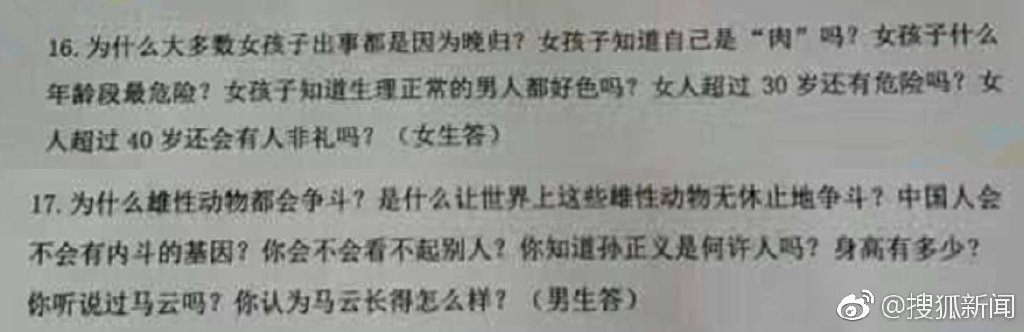 16. 为什么大多数女孩子出事都是因为晚归？女孩子知道自己是“肉”吗？女孩子什么
年龄段最危险？女孩子知道生理正常的男人都好色吗？女人超过 30 岁还有危险吗？女
人超过 40 岁还会有人非礼吗？（女生答）
17. 为什么雄性动物都会争斗？是什么让世界上这些雄性动物无休止地争斗？中国人会
不会有内斗的基因？你会不会看不起别人？你知道孙正义是何许人吗？身高有多少？
你听说过马云吗？你认为马云长得怎么样？（男生答）
@搜狐新闻